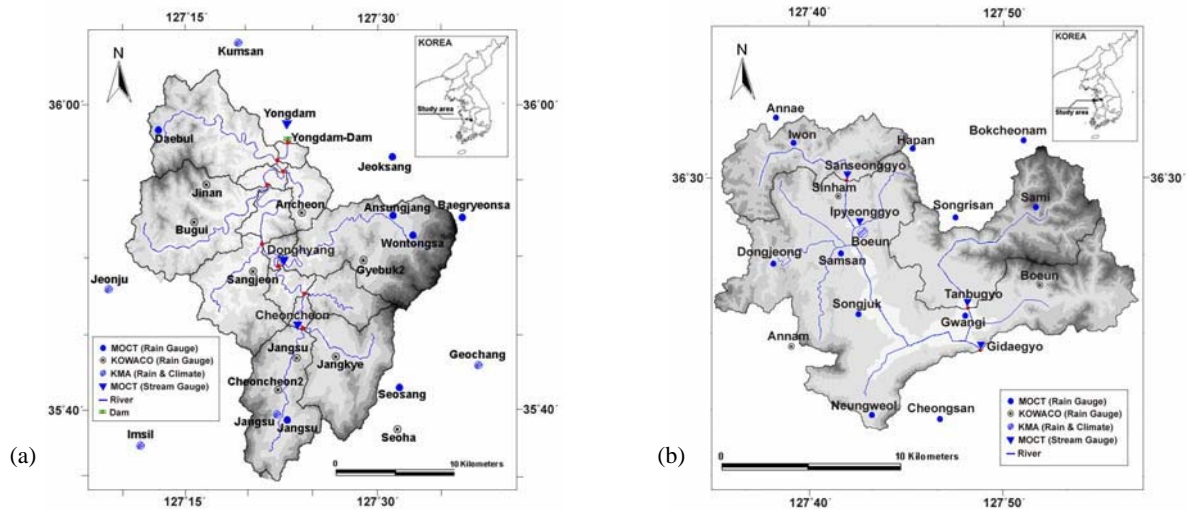 (a)
127˚15´
127˚30´
Kumsan
N
KOREA
Study area
36˚00´
36˚00´
Yongdam
Daebul
Yongdam-Dam
Jeoksang
Jinan
Ancheon
Ansungjang
Baegryeonsa
Bugui
Wontongsa
Donghyang
Gyebuk2
Jeonju
Sangjeon
Cheoncheon
MOCT (Rain Gauge)
KOWACO (Rain Gauge)
KMA (Rain & Climate)
MOCT (Stream Gauge)
River
Dam
Jangsu
Jangkye
Geochang
Cheoncheon2
Seosang
35˚40´
35˚40´
Jangsu
Jangsu
Seoha
Imsil
10 Kilometers
127˚15´
127˚30´
(b)
127˚40´
127˚50´
N
KOREA
Study area
Annae
Iwon
Hapan
Bokcheonam
36˚30´
36˚30´
Sanseonggyo
Sinham
Sami
Ipyeonggyo
Songrisan
Boeun
Dongjeong
Samsan
Boeun
Tanbugyo
Songjuk
Gwangi
Annam
Gidaegyo
Neungweol
Cheongsan
MOCT (Rain Gauge)
KOWACO (Rain Gauge)
KMA (Rain & Climate)
MOCT (Stream Gauge)
River
10 Kilometers
127˚40´
127˚50´